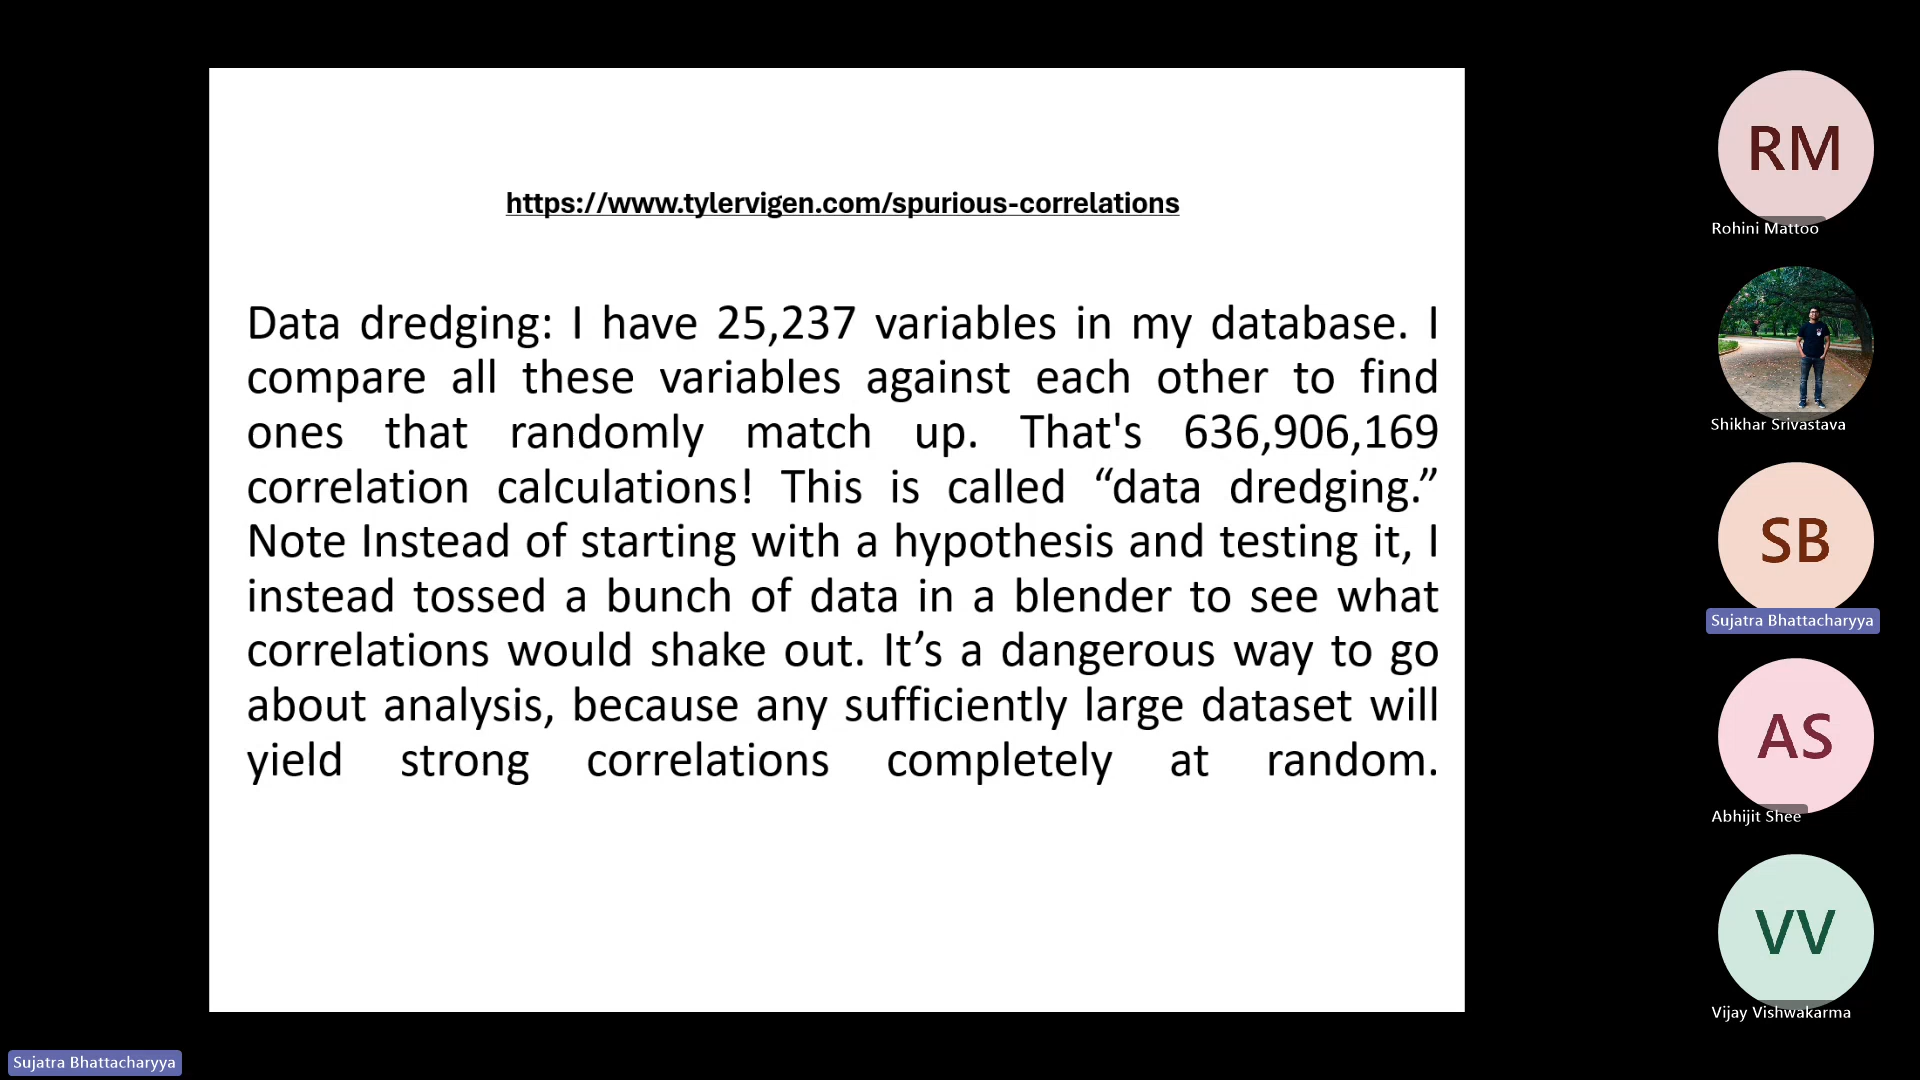 https://www.tylervigen.com/spurious-correlations
Data dredging: I have 25,237 variables in my database. I
compare all these variables against each other to find
ones that randomly match up. That's 636,906,169
correlation calculations! This is called “data dredging.”
Note Instead of starting with a hypothesis and testing it, I
instead tossed a bunch of data in a blender to see what
correlations would shake out. It’s a dangerous way to go
about analysis, because any sufficiently large dataset will
yield strong correlations completely at random.
RM
Rohini Mattoo
Shikhar Srivastava
SB
Sujatra Bhattacharyya
AS
Abhijit Shee
VV
Vijay Vishwakarma
Sujatra Bhattacharyya